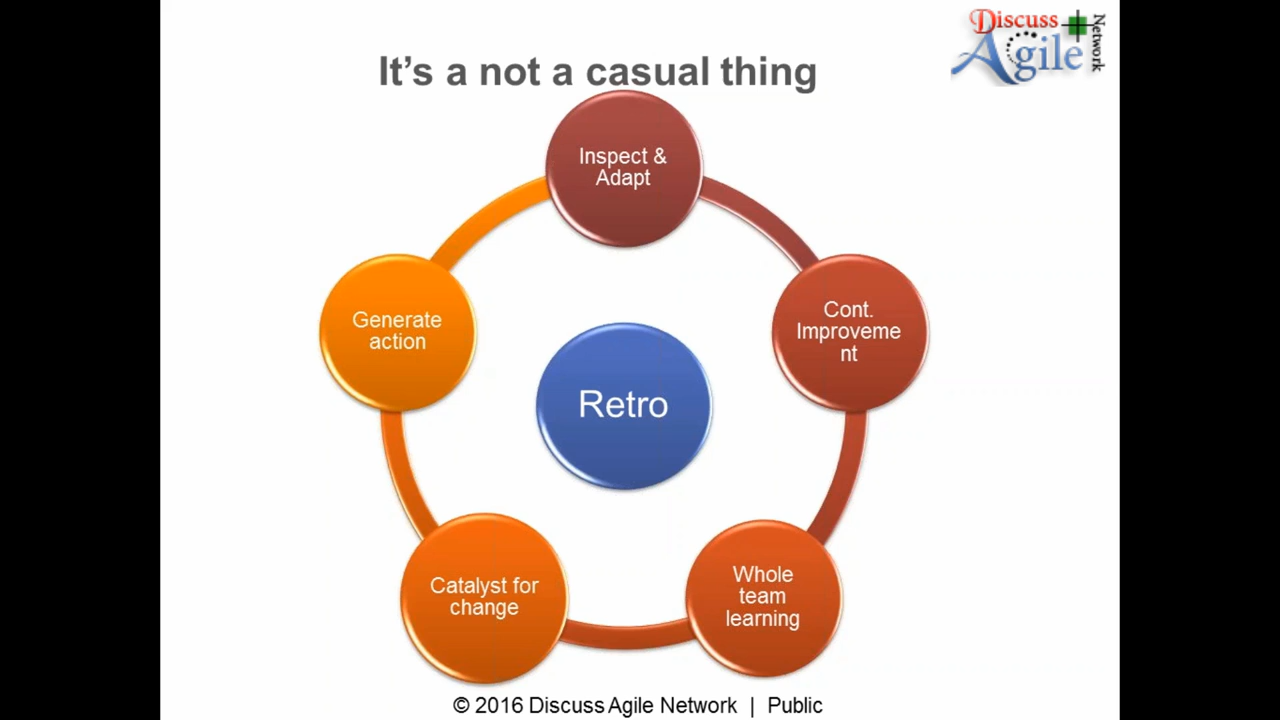 Discuss
Agile
Network
It's a not a casual thing
Inspect &
Adapt
Cont.
Improveme
nt
Whole
team
learning
Catalyst for
change
Generate
action
Retro
© 2016 Discuss Agile Network | Public